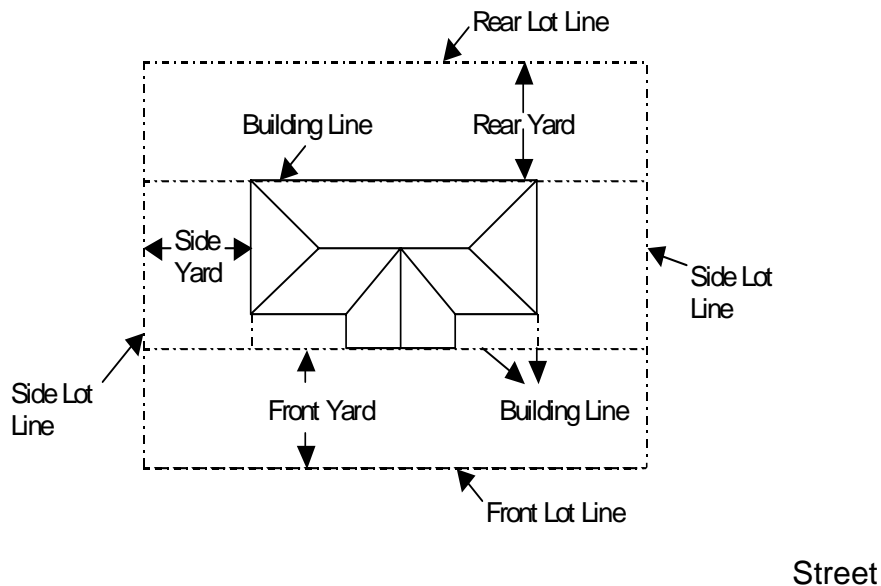 Rear Lot Line
Building Line
Rear Yard
Side
Yard
Side Lot
Line
Side Lot
Line
Front Yard
Building Line
Front Lot Line
Street